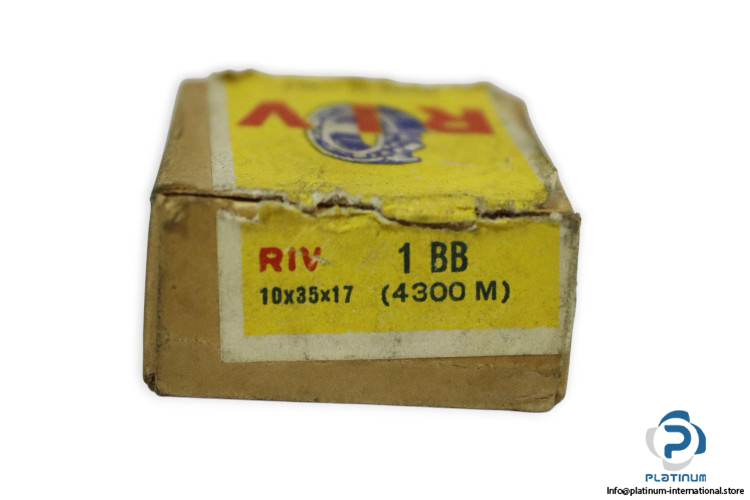 RIV
RIV 1 BB
10x35x17 (4300 M)
PLATINUM
Info@platinum-international.store